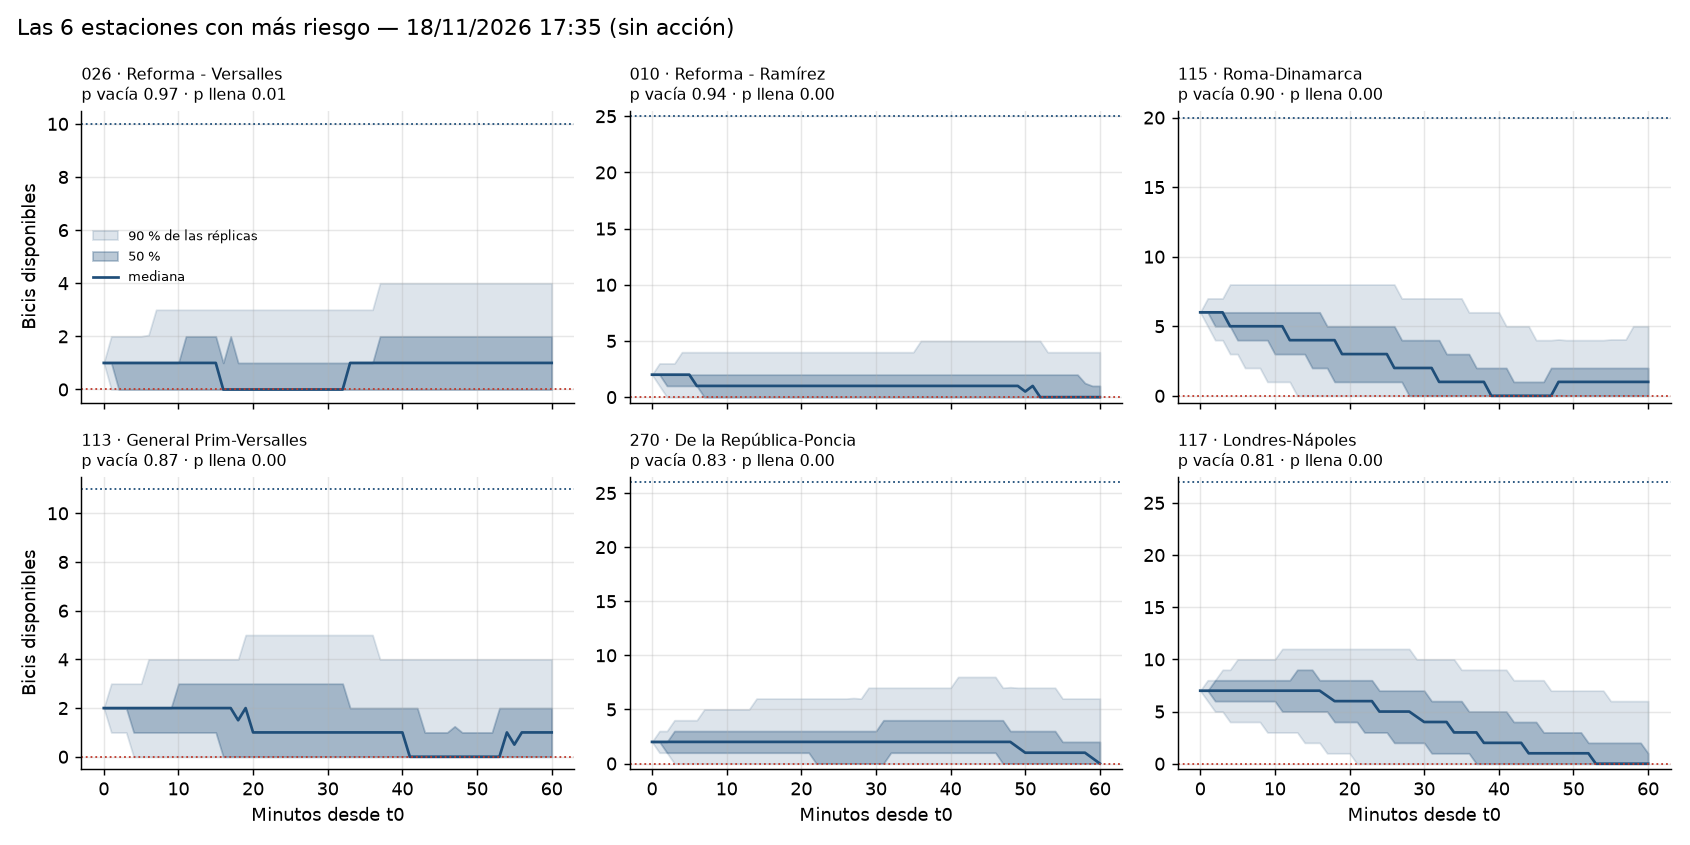 Las 6 estaciones con más riesgo — 18/11/2026 17:35 (sin acción)
026 · Reforma - Versalles
p vacía 0.97 · p llena 0.01
10
8
6
4
2
0
Bicis disponibles
90 % de las réplicas
50 %
mediana
010 · Reforma - Ramírez
p vacía 0.94 · p llena 0.00
25
20
15
10
5
0
115 · Roma-Dinamarca
p vacía 0.90 · p llena 0.00
20
15
10
5
0
113 · General Prim-Versalles
p vacía 0.87 · p llena 0.00
10
8
6
4
2
0
Bicis disponibles
0 10 20 30 40 50 60
Minutos desde t0
270 · De la República-Poncia
p vacía 0.83 · p llena 0.00
25
20
15
10
5
0
0 10 20 30 40 50 60
Minutos desde t0
117 · Londres-Nápoles
p vacía 0.81 · p llena 0.00
25
20
15
10
5
0
0 10 20 30 40 50 60
Minutos desde t0